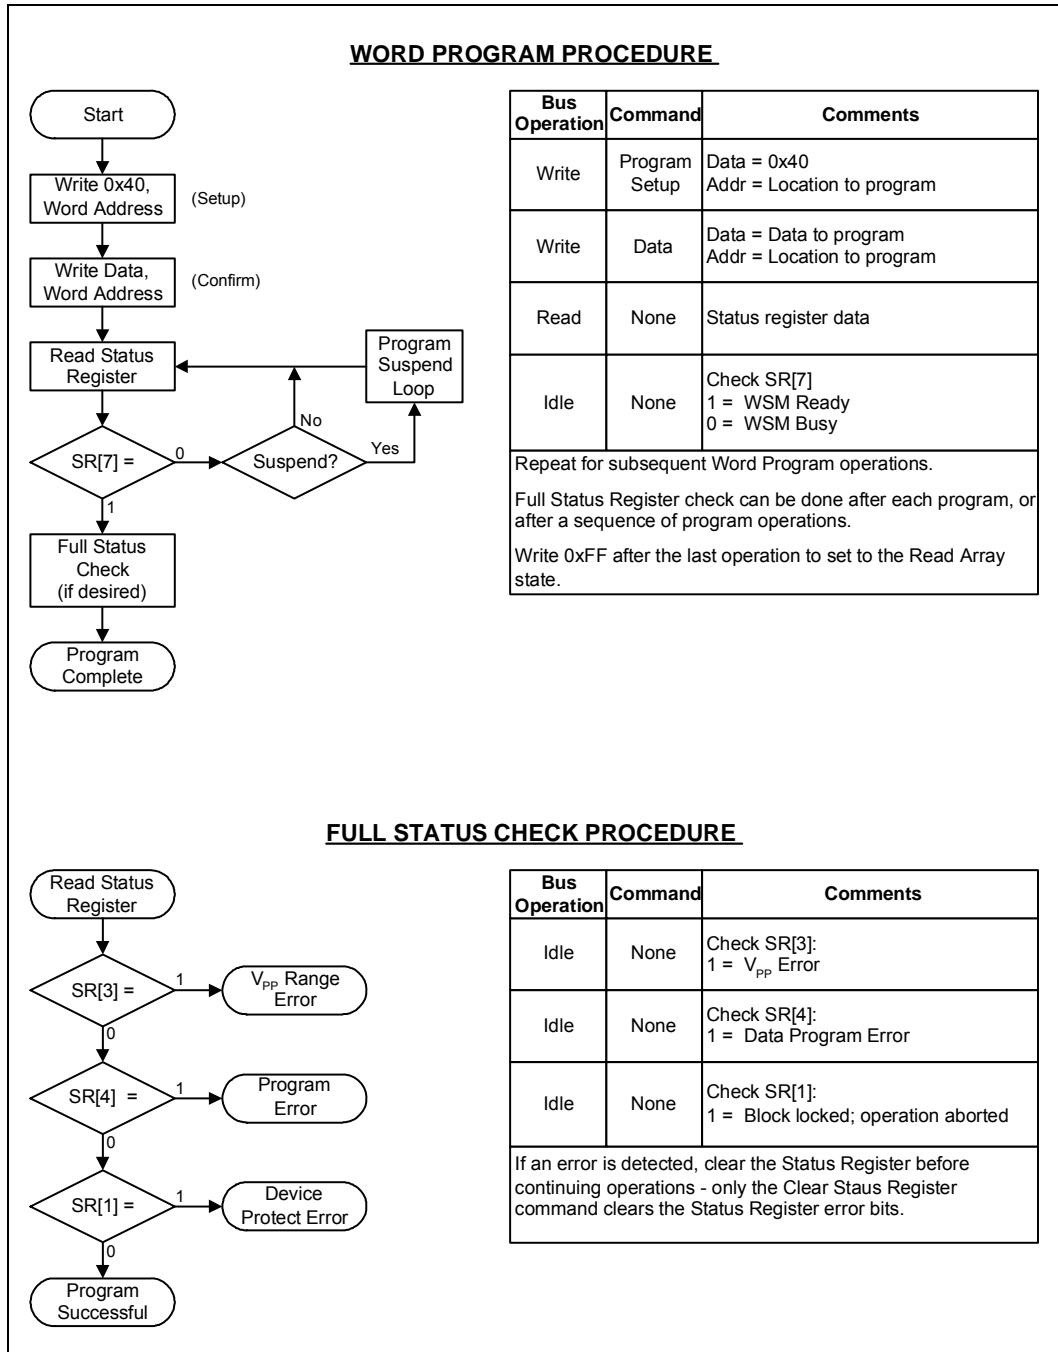 WORD PROGRAM PROCEDURE
Start
Write 0x40,
Word Address
(Setup)
Write Data,
Word Address
(Confirm)
Read Status
Register
Program
Suspend
Loop
No
SR[7] =
0
Suspend?
Yes
1
Full Status
Check
(if desired)
Program
Complete
Bus
Operation
Command
Comments
Write
Program
Setup
Data = 0x40
Addr = Location to program
Write
Data
Data = Data to program
Addr = Location to program
Read
None
Status register data
Idle
None
Check SR[7]
1 = WSM Ready
0 = WSM Busy
Repeat for subsequent Word Program operations.
Full Status Register check can be done after each program, or
after a sequence of program operations.
Write 0xFF after the last operation to set to the Read Array
state.
FULL STATUS CHECK PROCEDURE
Read Status
Register
SR[3] =
1
VPP Range
Error
0
SR[4] =
1
Program
Error
0
SR[1] =
1
Device
Protect Error
0
Program
Successful
Bus
Operation
Command
Comments
Idle
None
Check SR[3]:
1 = VPP Error
Idle
None
Check SR[4]:
1 = Data Program Error
Idle
None
Check SR[1]:
1 = Block locked; operation aborted
If an error is detected, clear the Status Register before
continuing operations - only the Clear Staus Register
command clears the Status Register error bits.